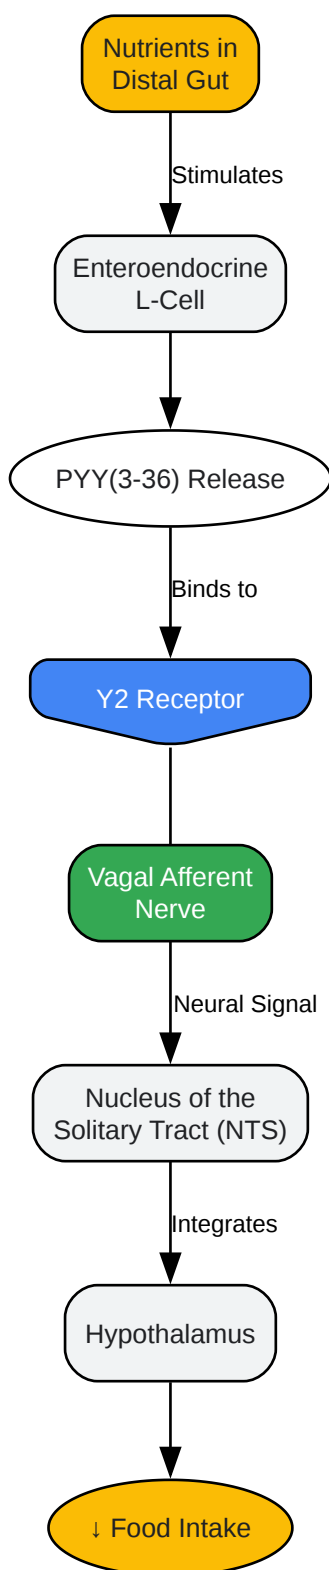 Nutrients in
Distal Gut
Stimulates
Enteroendocrine
L-Cell
PYY(3-36) Release
Binds to
Y2 Receptor
Vagal Afferent
Nerve
Neural Signal
Nucleus of the
Solitary Tract (NTS)
Integrates
Hypothalamus
↓ Food Intake